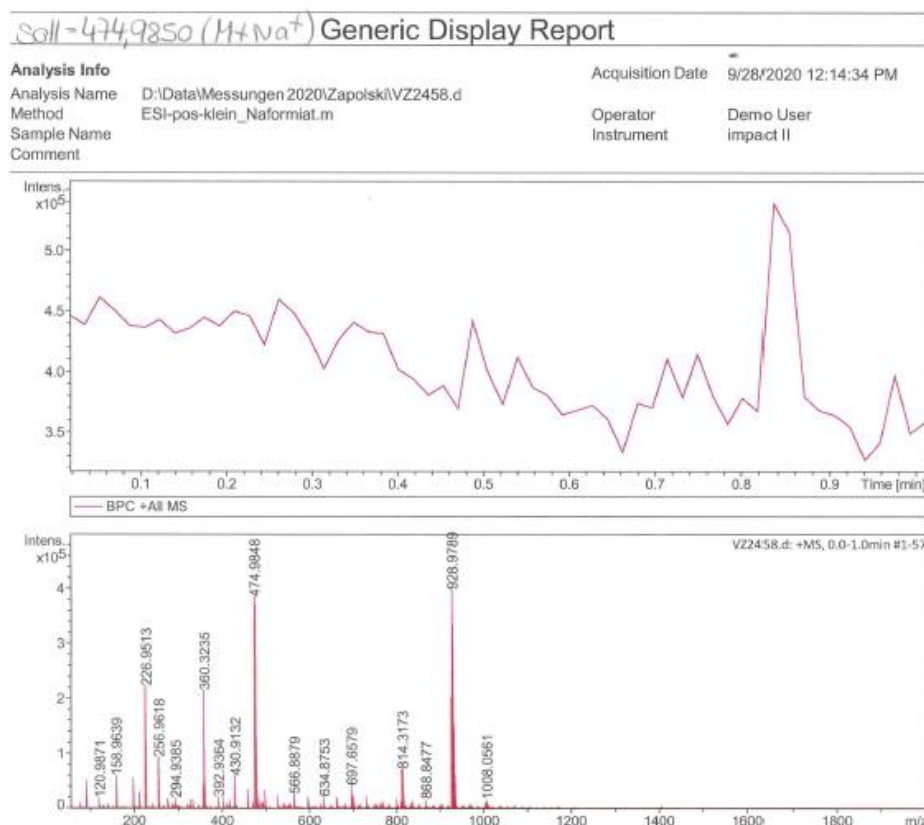 Soll = 474,9850 (M+Na⁺) Generic Display Report
Analysis Info
Acquisition Date 9/28/2020 12:14:34 PM
Analysis Name D:\Data\Messungen 2020\Zapolski\VZ2458.d
Method ESI-pos-klein_Naformiat.m
Operator Demo User
Sample Name
Instrument impact II
Comment
Intens.
x10⁵
5.0
4.5
4.0
3.5
0.1 0.2 0.3 0.4 0.5 0.6 0.7 0.8 0.9 Time [min]
BPC +All MS
Intens.
x10⁵
VZ2458.d: +MS, 0.0-1.0min #1-57
474.9848
928.9789
4
3
226.9513
360.3235
2
256.9618
1
120.9871
158.9639
294.9385
392.9364
430.9132
566.8879
634.8753
697.6579
814.3173
868.8477
1008.0561
0
200 400 600 800 1000 1200 1400 1600 1800